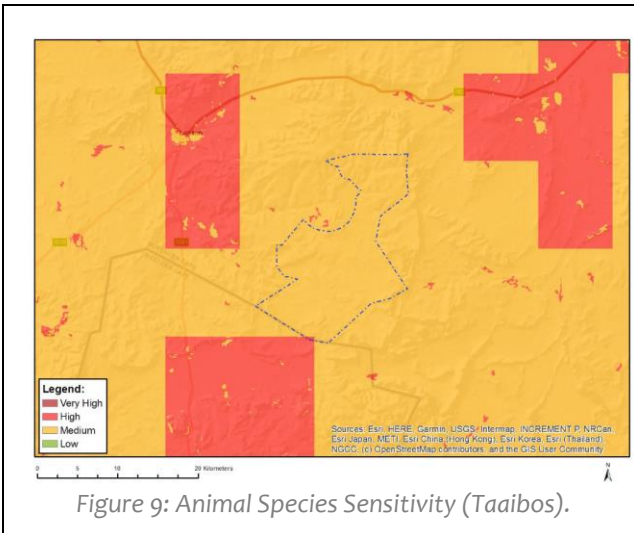 Legend:
Very High
High
Medium
Low
Sources: Esri, HERE, Garmin, USGS, Intermap, INCREMENT P, NRCan,
Esri Japan, METI, Esri China (Hong Kong), Esri Korea, Esri (Thailand),
NGCC, (c) OpenStreetMap contributors, and the GIS User Community
0 5 10 20 Kilometers
N
Figure 9: Animal Species Sensitivity (Taaibos).